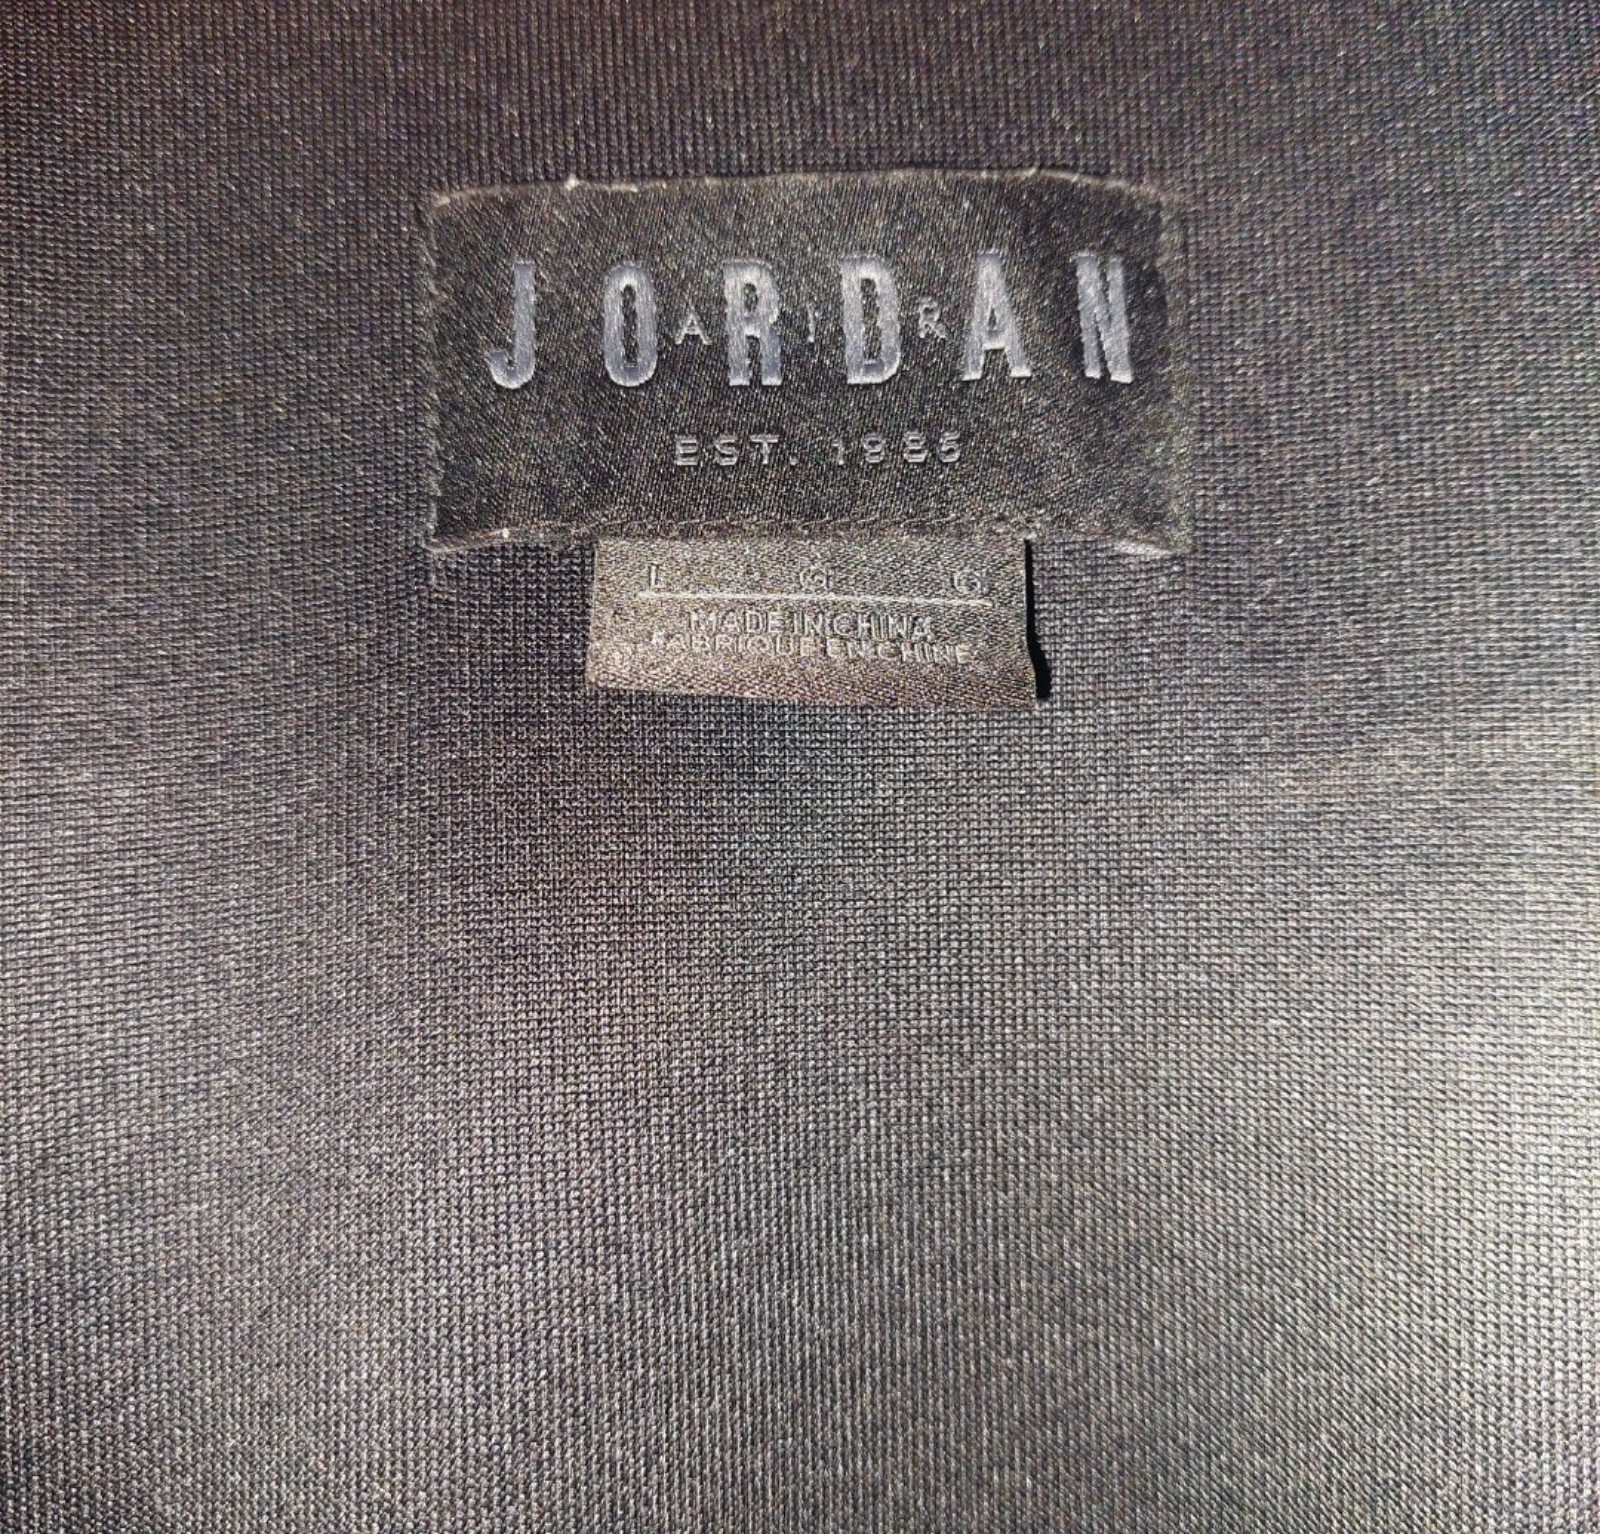 JORDAN
AIR
EST. 1985
L G G
MADE IN CHINA
FABRIQUE EN CHINE